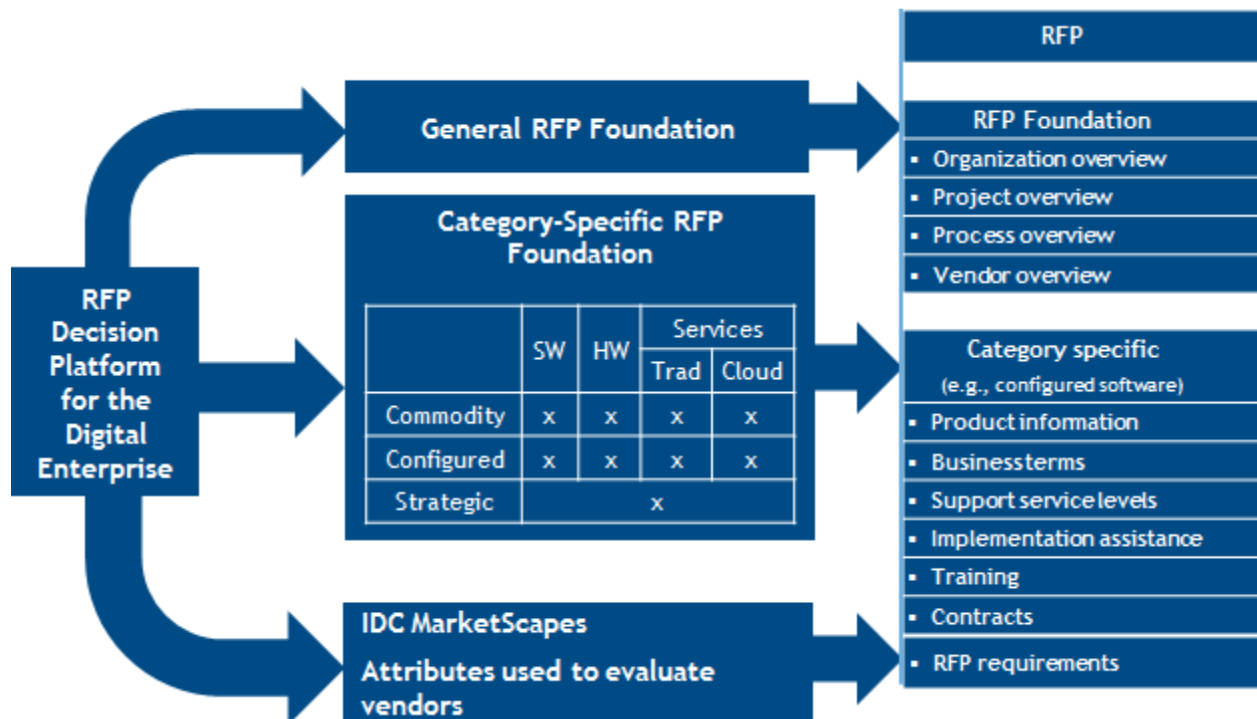 RFP
Decision
Platform
for the
Digital
Enterprise
General RFP Foundation
Category-Specific RFP
Foundation
SW HW Services
Trad Cloud
Commodity x x x x
Configured x x x x
Strategic x
IDC MarketScapes
Attributes used to evaluate
vendors
RFP
RFP Foundation
▪ Organization overview
▪ Project overview
▪ Process overview
▪ Vendor overview
Category specific
(e.g., configured software)
▪ Product information
▪ Business terms
▪ Support service levels
▪ Implementation assistance
▪ Training
▪ Contracts
▪ RFP requirements